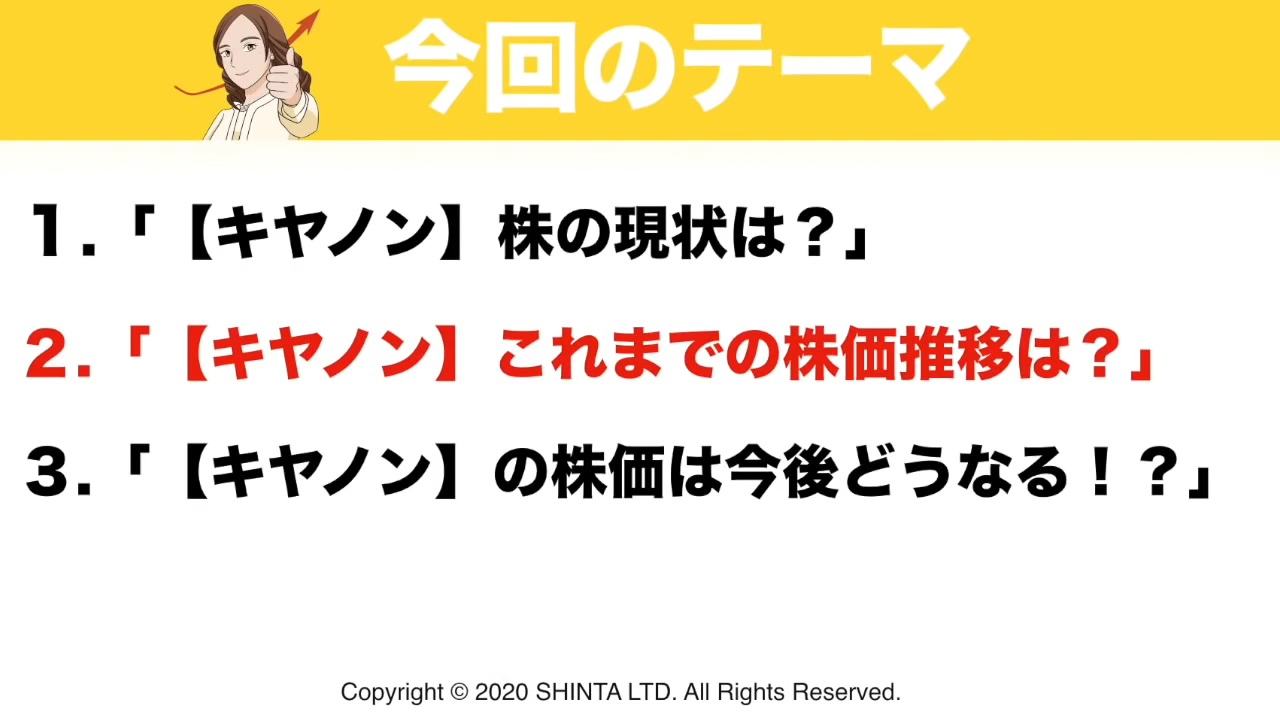 今回のテーマ
１.「【キヤノン】株の現状は？」
２.「【キヤノン】これまでの株価推移は？」
３.「【キヤノン】の株価は今後どうなる！？」
Copyright © 2020 SHINTA LTD. All Rights Reserved.